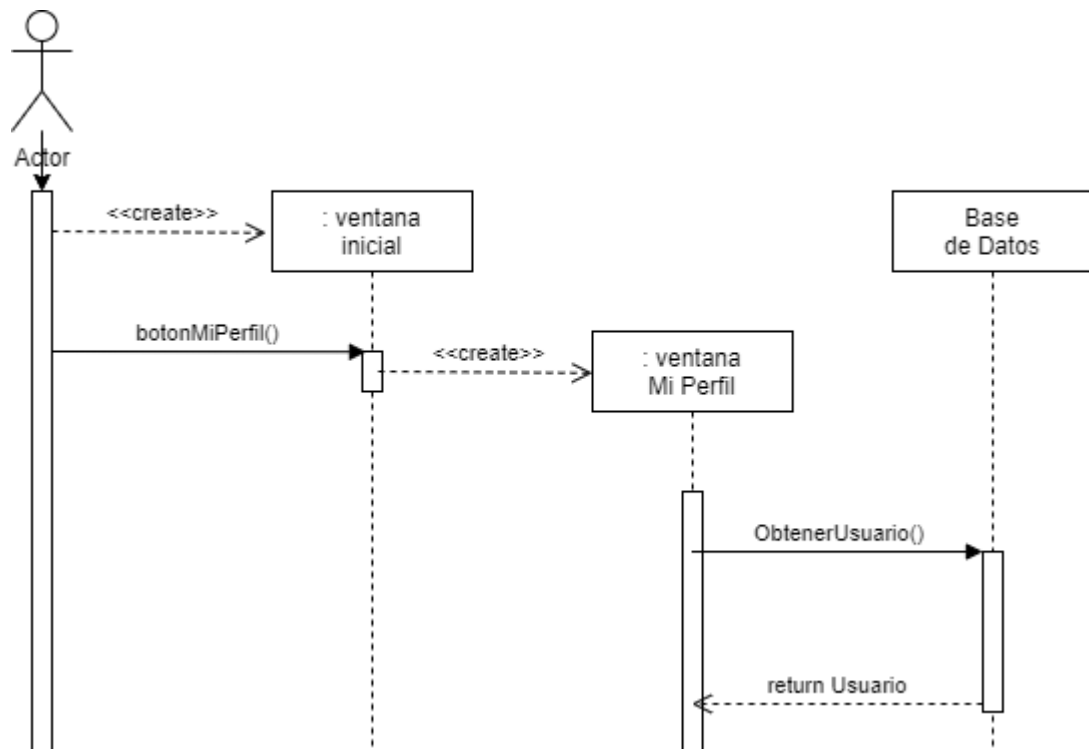 Actor
<<create>>
: ventana
inicial
Base
de Datos
botonMiPerfil()
<<create>>
: ventana
Mi Perfil
ObtenerUsuario()
return Usuario